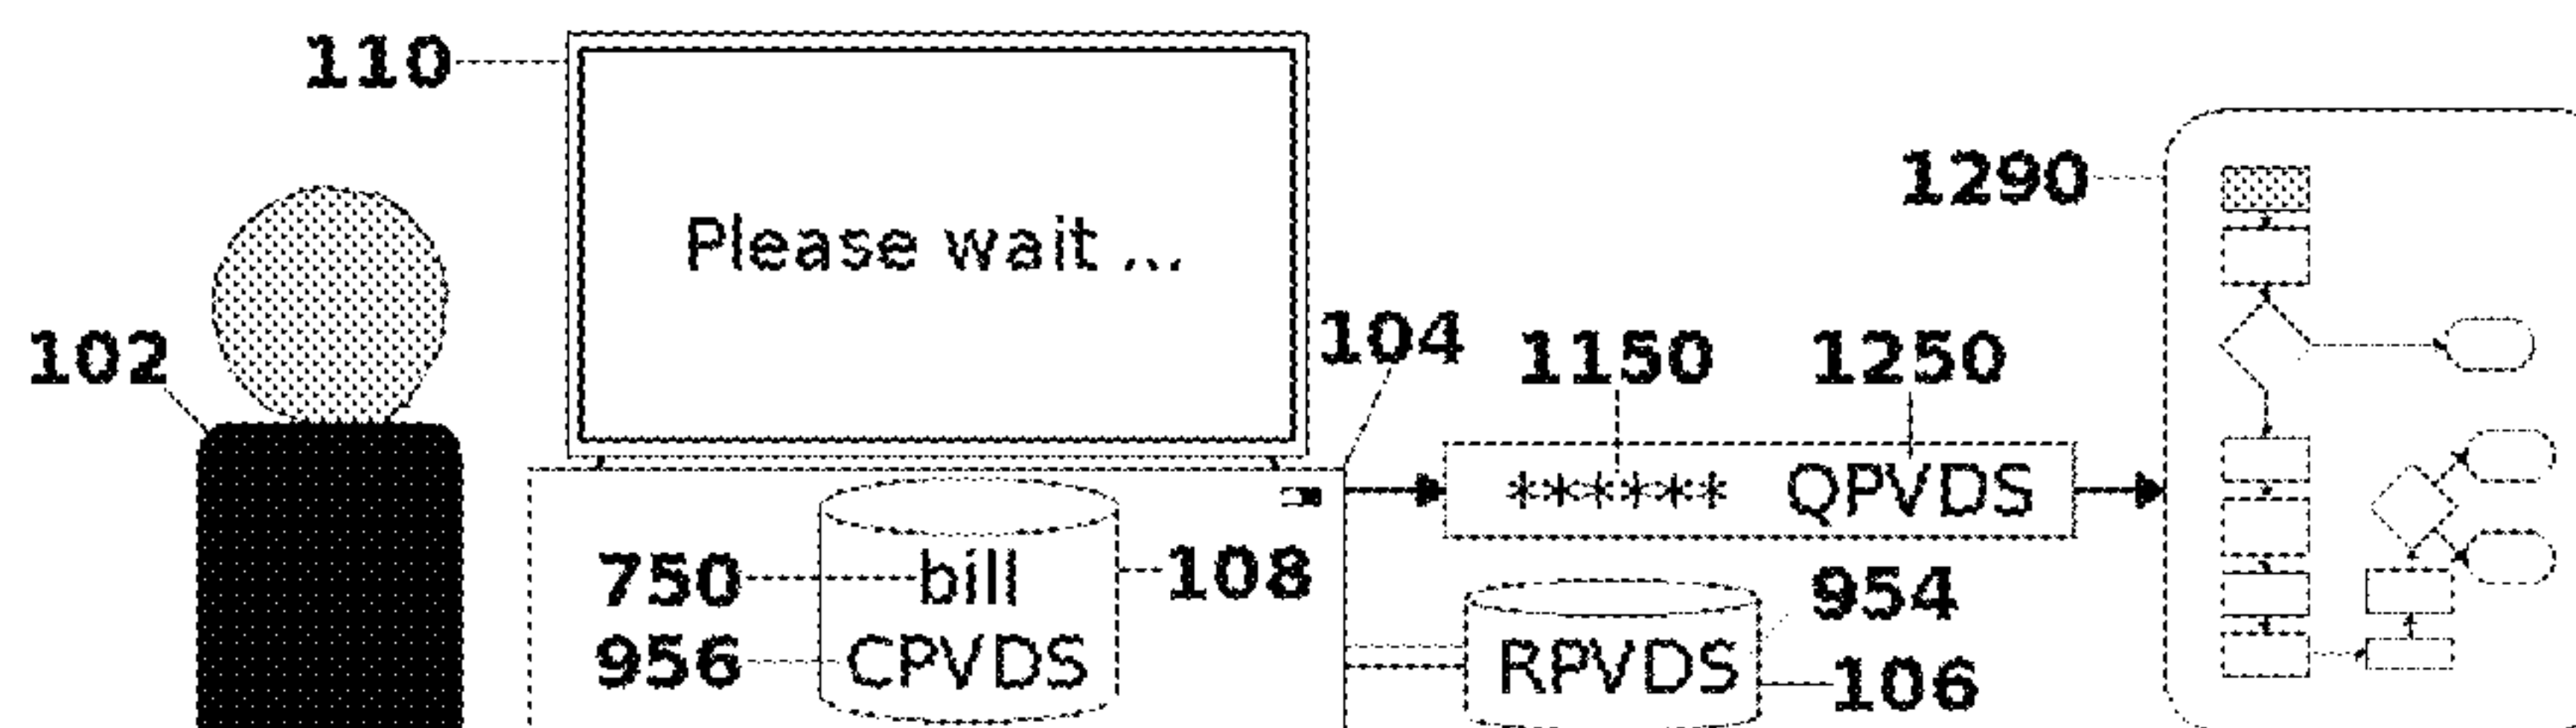 110
Please wait ...
1290
102
104
1150
1250
****** QPVDS
750
bill
108
954
956
CPVDS
RPVDS
106